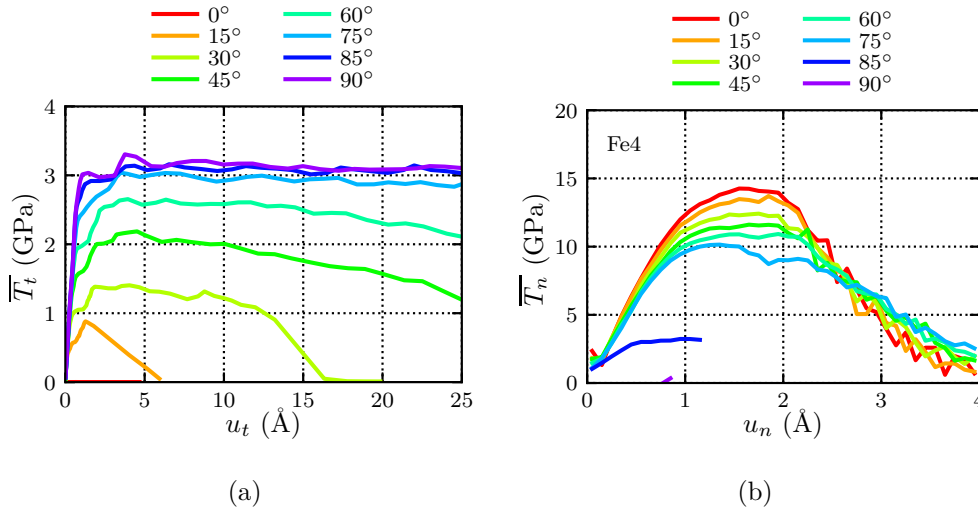 0° 60°
15° 75°
30° 85°
45° 90°
4
3
2
1
0
0 5 10 15 20 25
T_t (GPa)
u_t (Å)
(a)
0° 60°
15° 75°
30° 85°
45° 90°
Fe4
20
15
10
5
0
0 1 2 3 4
T_n (GPa)
u_n (Å)
(b)